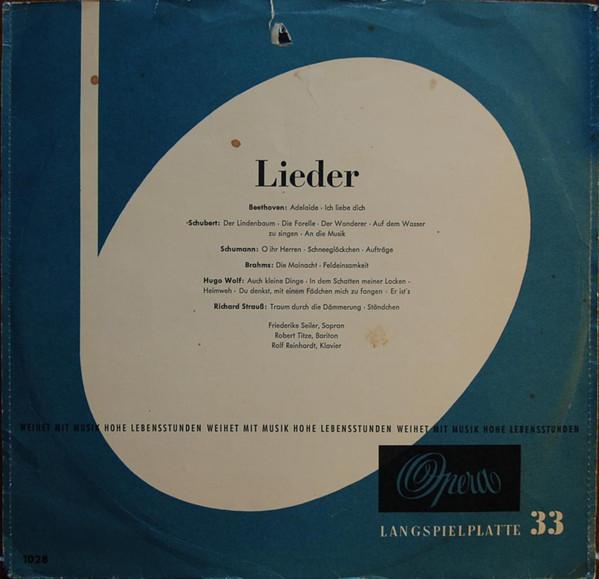 Lieder
Beethoven: Adelaide · Ich liebe dich
Schubert: Der Lindenbaum · Die Forelle · Der Wanderer · Auf dem Wasser
zu singen · An die Musik
Schumann: O ihr Herren · Schneeglöckchen · Aufträge
Brahms: Die Mainacht · Feldeinsamkeit
Hugo Wolf: Auch kleine Dinge · In dem Schatten meiner Locken ·
Heimweh · Du denkst, mit einem Fädchen mich zu fangen · Er ist's
Richard Strauß: Traum durch die Dämmerung · Ständchen
Friederike Seiler, Sopran
Robert Titze, Bariton
Rolf Reinhardt, Klavier
WEIHET MIT MUSIK HOHE LEBENSSTUNDEN WEIHET MIT MUSIK HOHE LEBENSSTUNDEN WEIHET MIT MUSIK HOHE LEBENSSTUNDEN
Opera
LANGSPIELPLATTE 33
1028